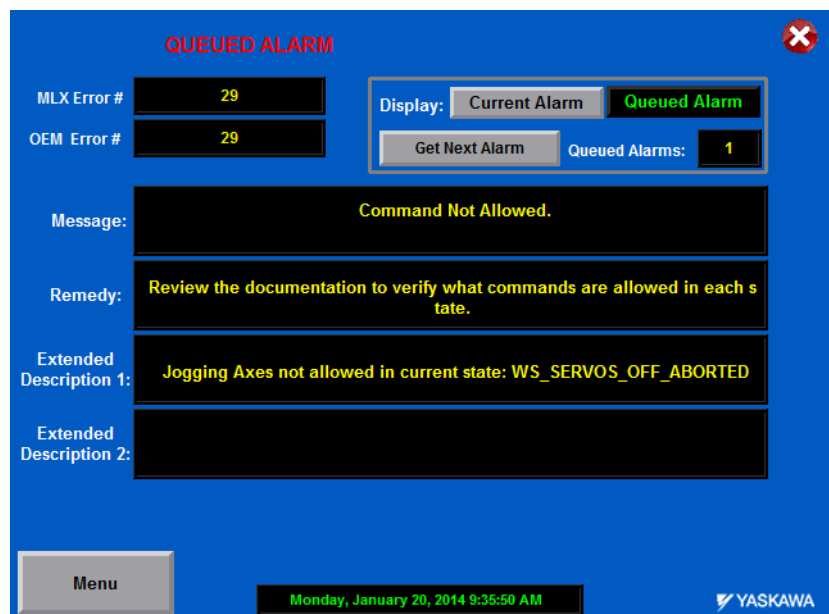 QUEUED ALARM
MLX Error #
29
OEM Error #
29
Display:
Current Alarm
Queued Alarm
Get Next Alarm
Queued Alarms:
1
Message:
Command Not Allowed.
Remedy:
Review the documentation to verify what commands are allowed in each s
tate.
Extended
Description 1:
Jogging Axes not allowed in current state: WS_SERVOS_OFF_ABORTED
Extended
Description 2:
Menu
Monday, January 20, 2014 9:35:50 AM
YASKAWA